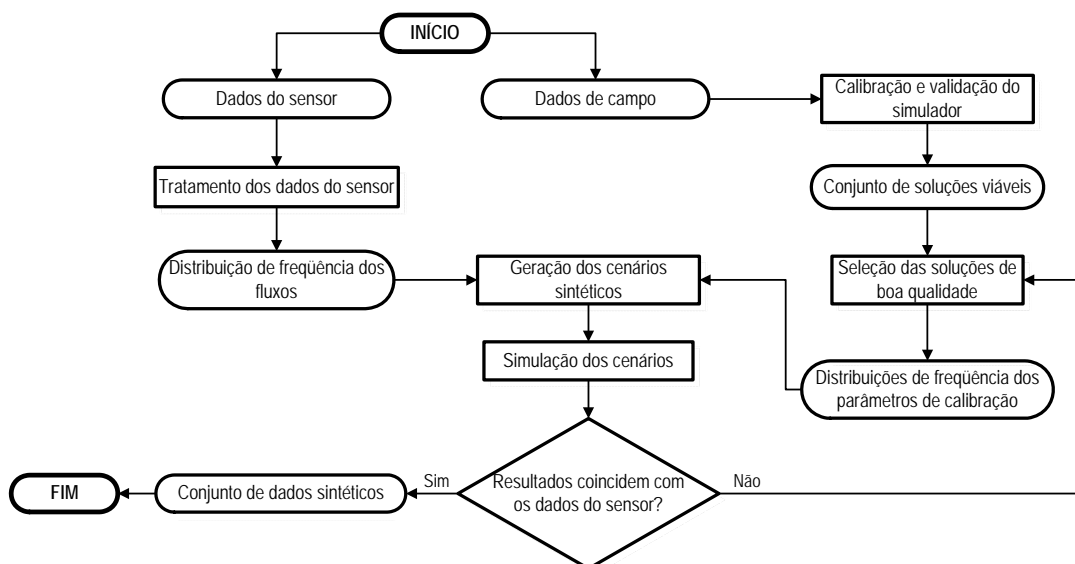 INÍCIO
Dados do sensor
Dados de campo
Calibração e validação do
simulador
Tratamento dos dados do sensor
Conjunto de soluções viáveis
Distribuição de freqüência dos
fluxos
Geração dos cenários
sintéticos
Seleção das soluções de
boa qualidade
Simulação dos cenários
Distribuições de freqüência dos
parâmetros de calibração
Resultados coincidem com
os dados do sensor?
Sim
Não
Conjunto de dados sintéticos
FIM